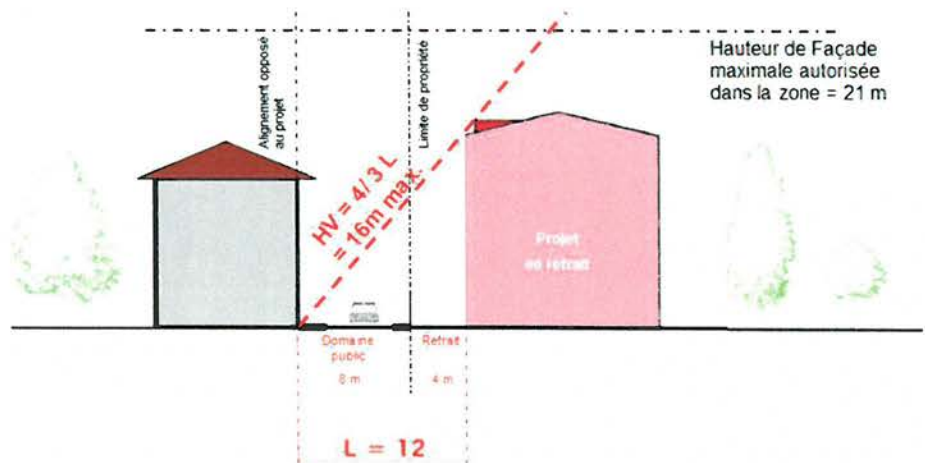 Hauteur de Façade
maximale autorisée
dans la zone = 21 m
Alignement opposé
au projet
Limite de propriété
HV = 4/3 L
= 16m max.
Projet
en retrait
Domaine
public
8 m
Retrait
4 m
L = 12